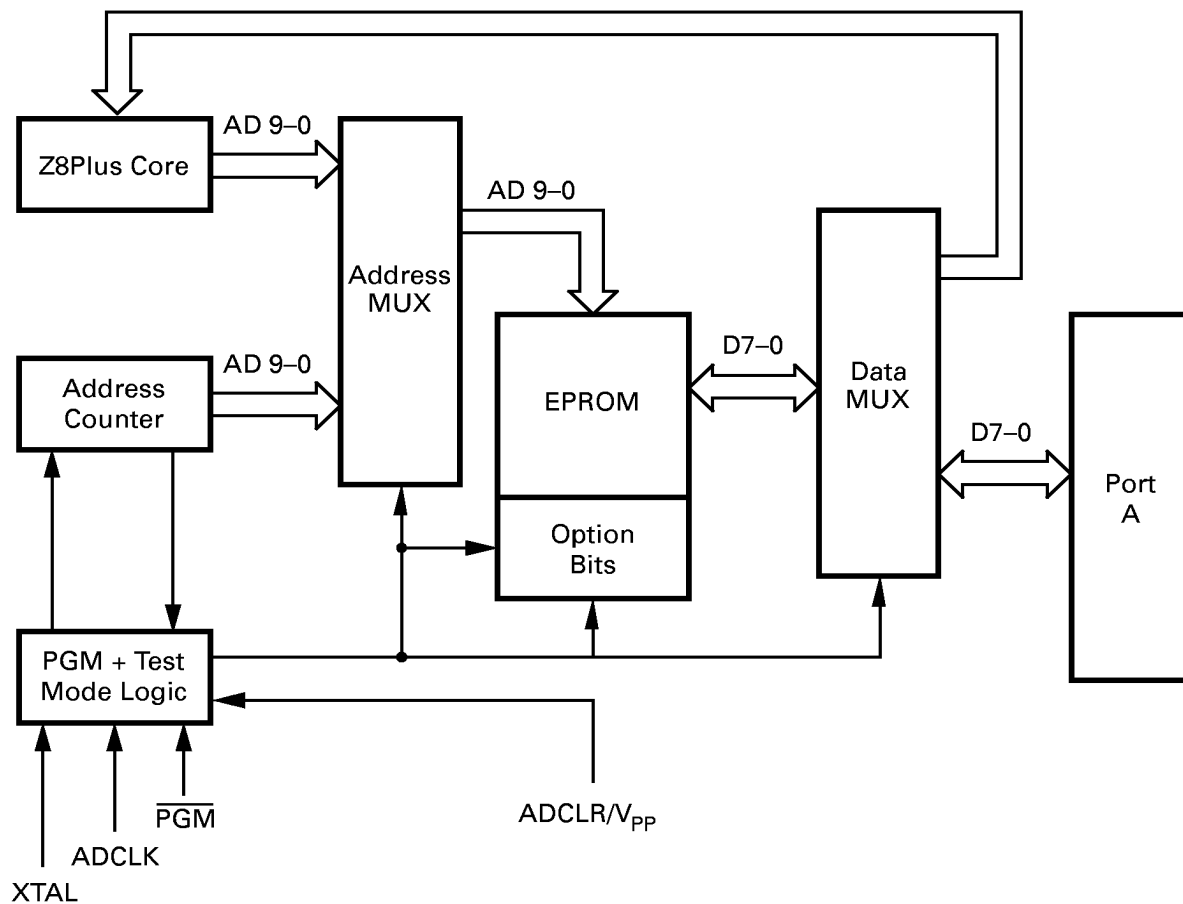 AD 9–0
Z8Plus Core
AD 9–0
Address
MUX
AD 9–0
Address
Counter
D7–0
EPROM
Data
MUX
D7–0
Port
A
Option
Bits
PGM + Test
Mode Logic
PGM
ADCLR/VPP
ADCLK
XTAL